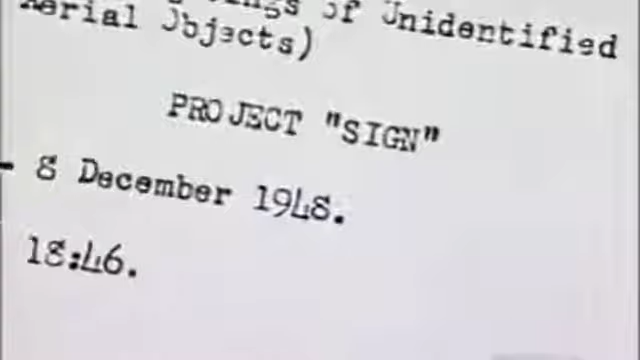 of Unidentified
Aerial Objects)
PROJECT "SIGN"
- 8 December 1948.
18:46.